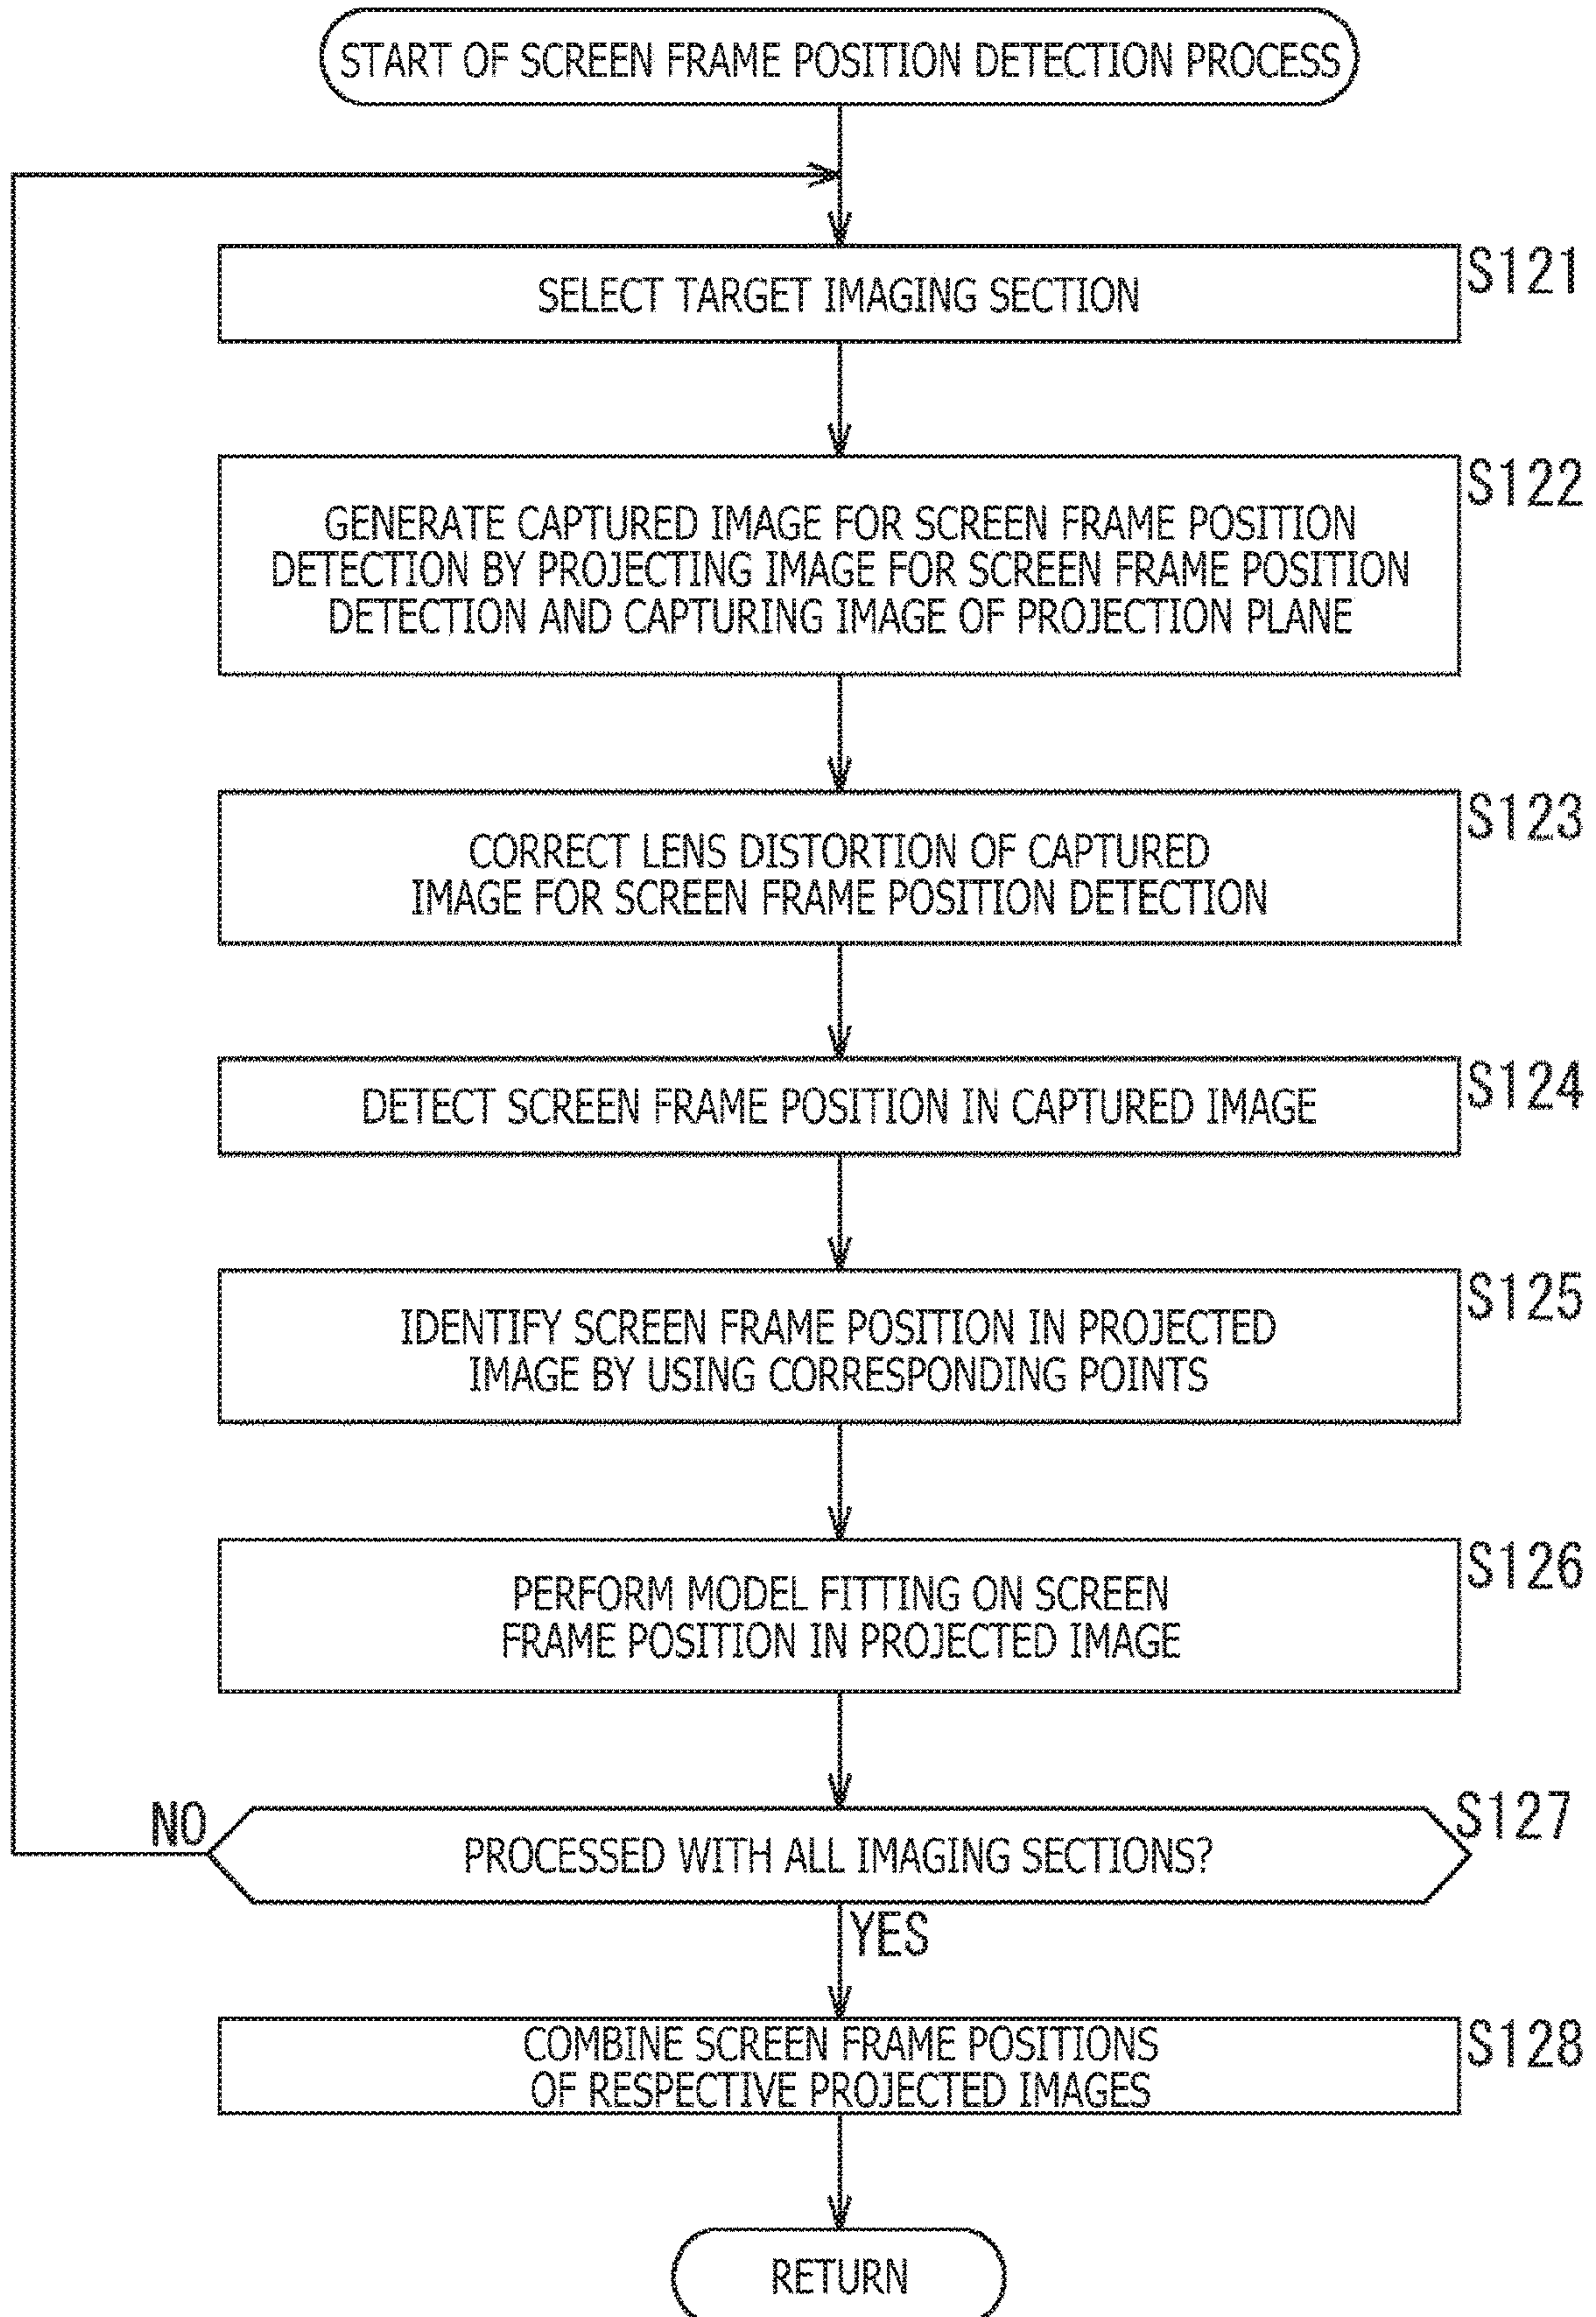 START OF SCREEN FRAME POSITION DETECTION PROCESS
SELECT TARGET IMAGING SECTION
S121
GENERATE CAPTURED IMAGE FOR SCREEN FRAME POSITION
DETECTION BY PROJECTING IMAGE FOR SCREEN FRAME POSITION
DETECTION AND CAPTURING IMAGE OF PROJECTION PLANE
S122
CORRECT LENS DISTORTION OF CAPTURED
IMAGE FOR SCREEN FRAME POSITION DETECTION
S123
DETECT SCREEN FRAME POSITION IN CAPTURED IMAGE
S124
IDENTIFY SCREEN FRAME POSITION IN PROJECTED
IMAGE BY USING CORRESPONDING POINTS
S125
PERFORM MODEL FITTING ON SCREEN
FRAME POSITION IN PROJECTED IMAGE
S126
NO
PROCESSED WITH ALL IMAGING SECTIONS?
S127
YES
COMBINE SCREEN FRAME POSITIONS
OF RESPECTIVE PROJECTED IMAGES
S128
RETURN